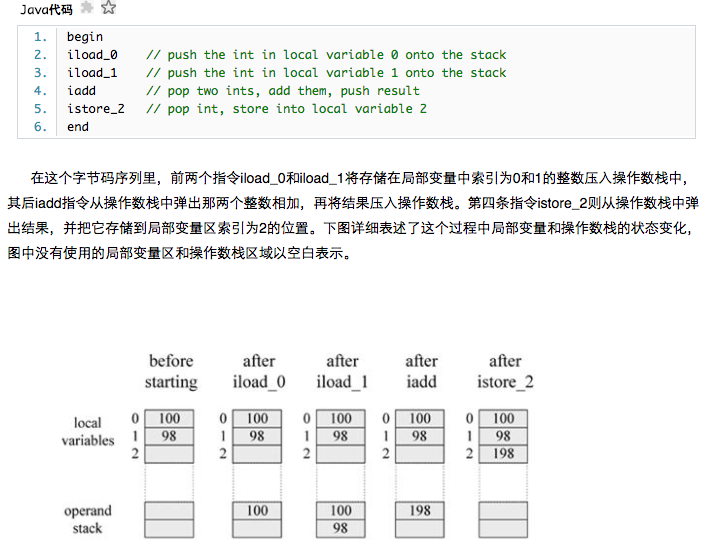 Java代码
1. begin
2. iload_0 // push the int in local variable 0 onto the stack
3. iload_1 // push the int in local variable 1 onto the stack
4. iadd // pop two ints, add them, push result
5. istore_2 // pop int, store into local variable 2
6. end
在这个字节码序列里，前两个指令iload_0和iload_1将存储在局部变量中索引为0和1的整数压入操作数栈中，
其后iadd指令从操作数栈中弹出那两个整数相加，再将结果压入操作数栈。第四条指令istore_2则从操作数栈中弹
出结果，并把它存储到局部变量区索引为2的位置。下图详细表述了这个过程中局部变量和操作数栈的状态变化，
图中没有使用的局部变量区和操作数栈区域以空白表示。
before after after after after
starting iload_0 iload_1 iadd istore_2
local 0 100 0 100 0 100 0 100 0 100
variables 1 98 1 98 1 98 1 98 1 98
2 2 2 2 2 198
operand 100 100 198
stack 98